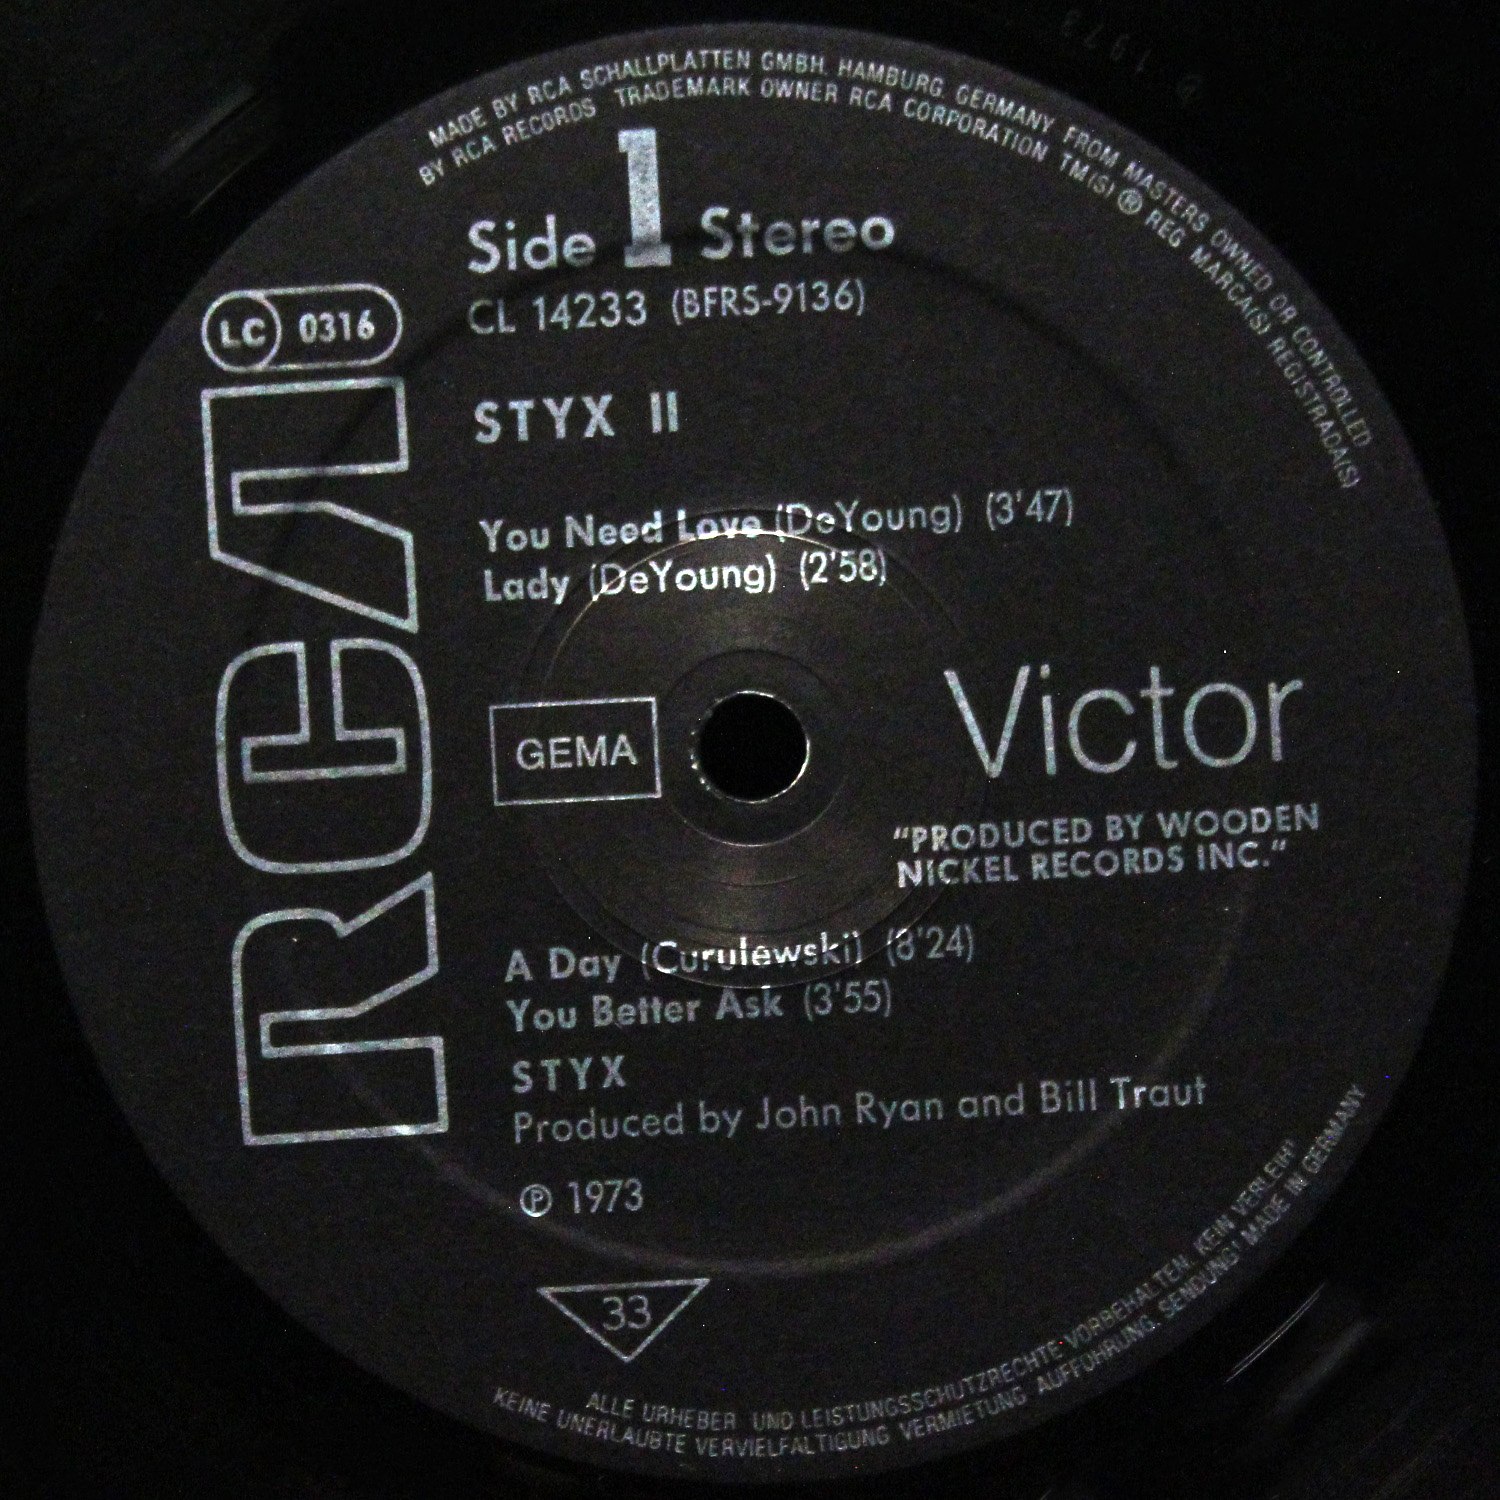 MADE BY RCA SCHALLPLATTEN GMBH. HAMBURG. GERMANY FROM MASTERS OWNED OR CONTROLLED
BY RCA RECORDS TRADEMARK OWNER RCA CORPORATION TM(S) ® REG MARCA(S) REGISTRADA(S)
Side 1 Stereo
CL 14233 (BFRS-9136)
LC 0316
RCA
STYX II
You Need Love (DeYoung) (3'47)
Lady (DeYoung) (2'58)
GEMA
Victor
"PRODUCED BY WOODEN
NICKEL RECORDS INC."
A Day (Curulewski) (8'24)
You Better Ask (3'55)
STYX
Produced by John Ryan and Bill Traut
℗ 1973
33
ALLE URHEBER UND LEISTUNGSSCHUTZRECHTE VORBEHALTEN. KEIN VERLEIH!
KEINE UNERLAUBTE VERVIELFÄLTIGUNG VERMIETUNG. AUFFÜHRUNG. SENDUNG! MADE IN GERMANY